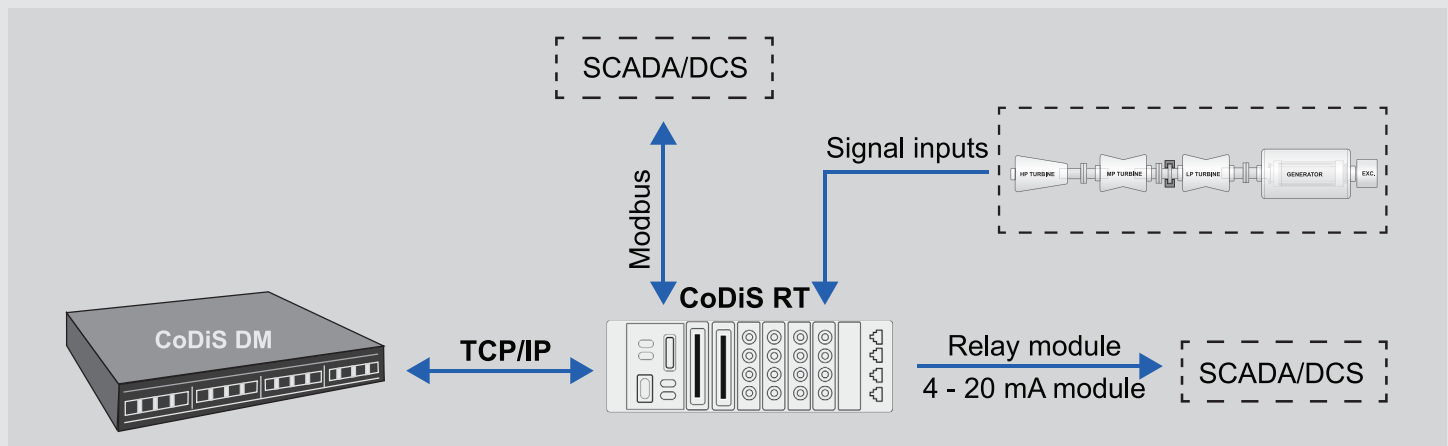 SCADA/DCS
Signal inputs
HP TURBINE
MP TURBINE
LP TURBINE
GENERATOR
EXC.
Modbus
CoDiS RT
CoDiS DM
TCP/IP
Relay module
4 - 20 mA module
SCADA/DCS